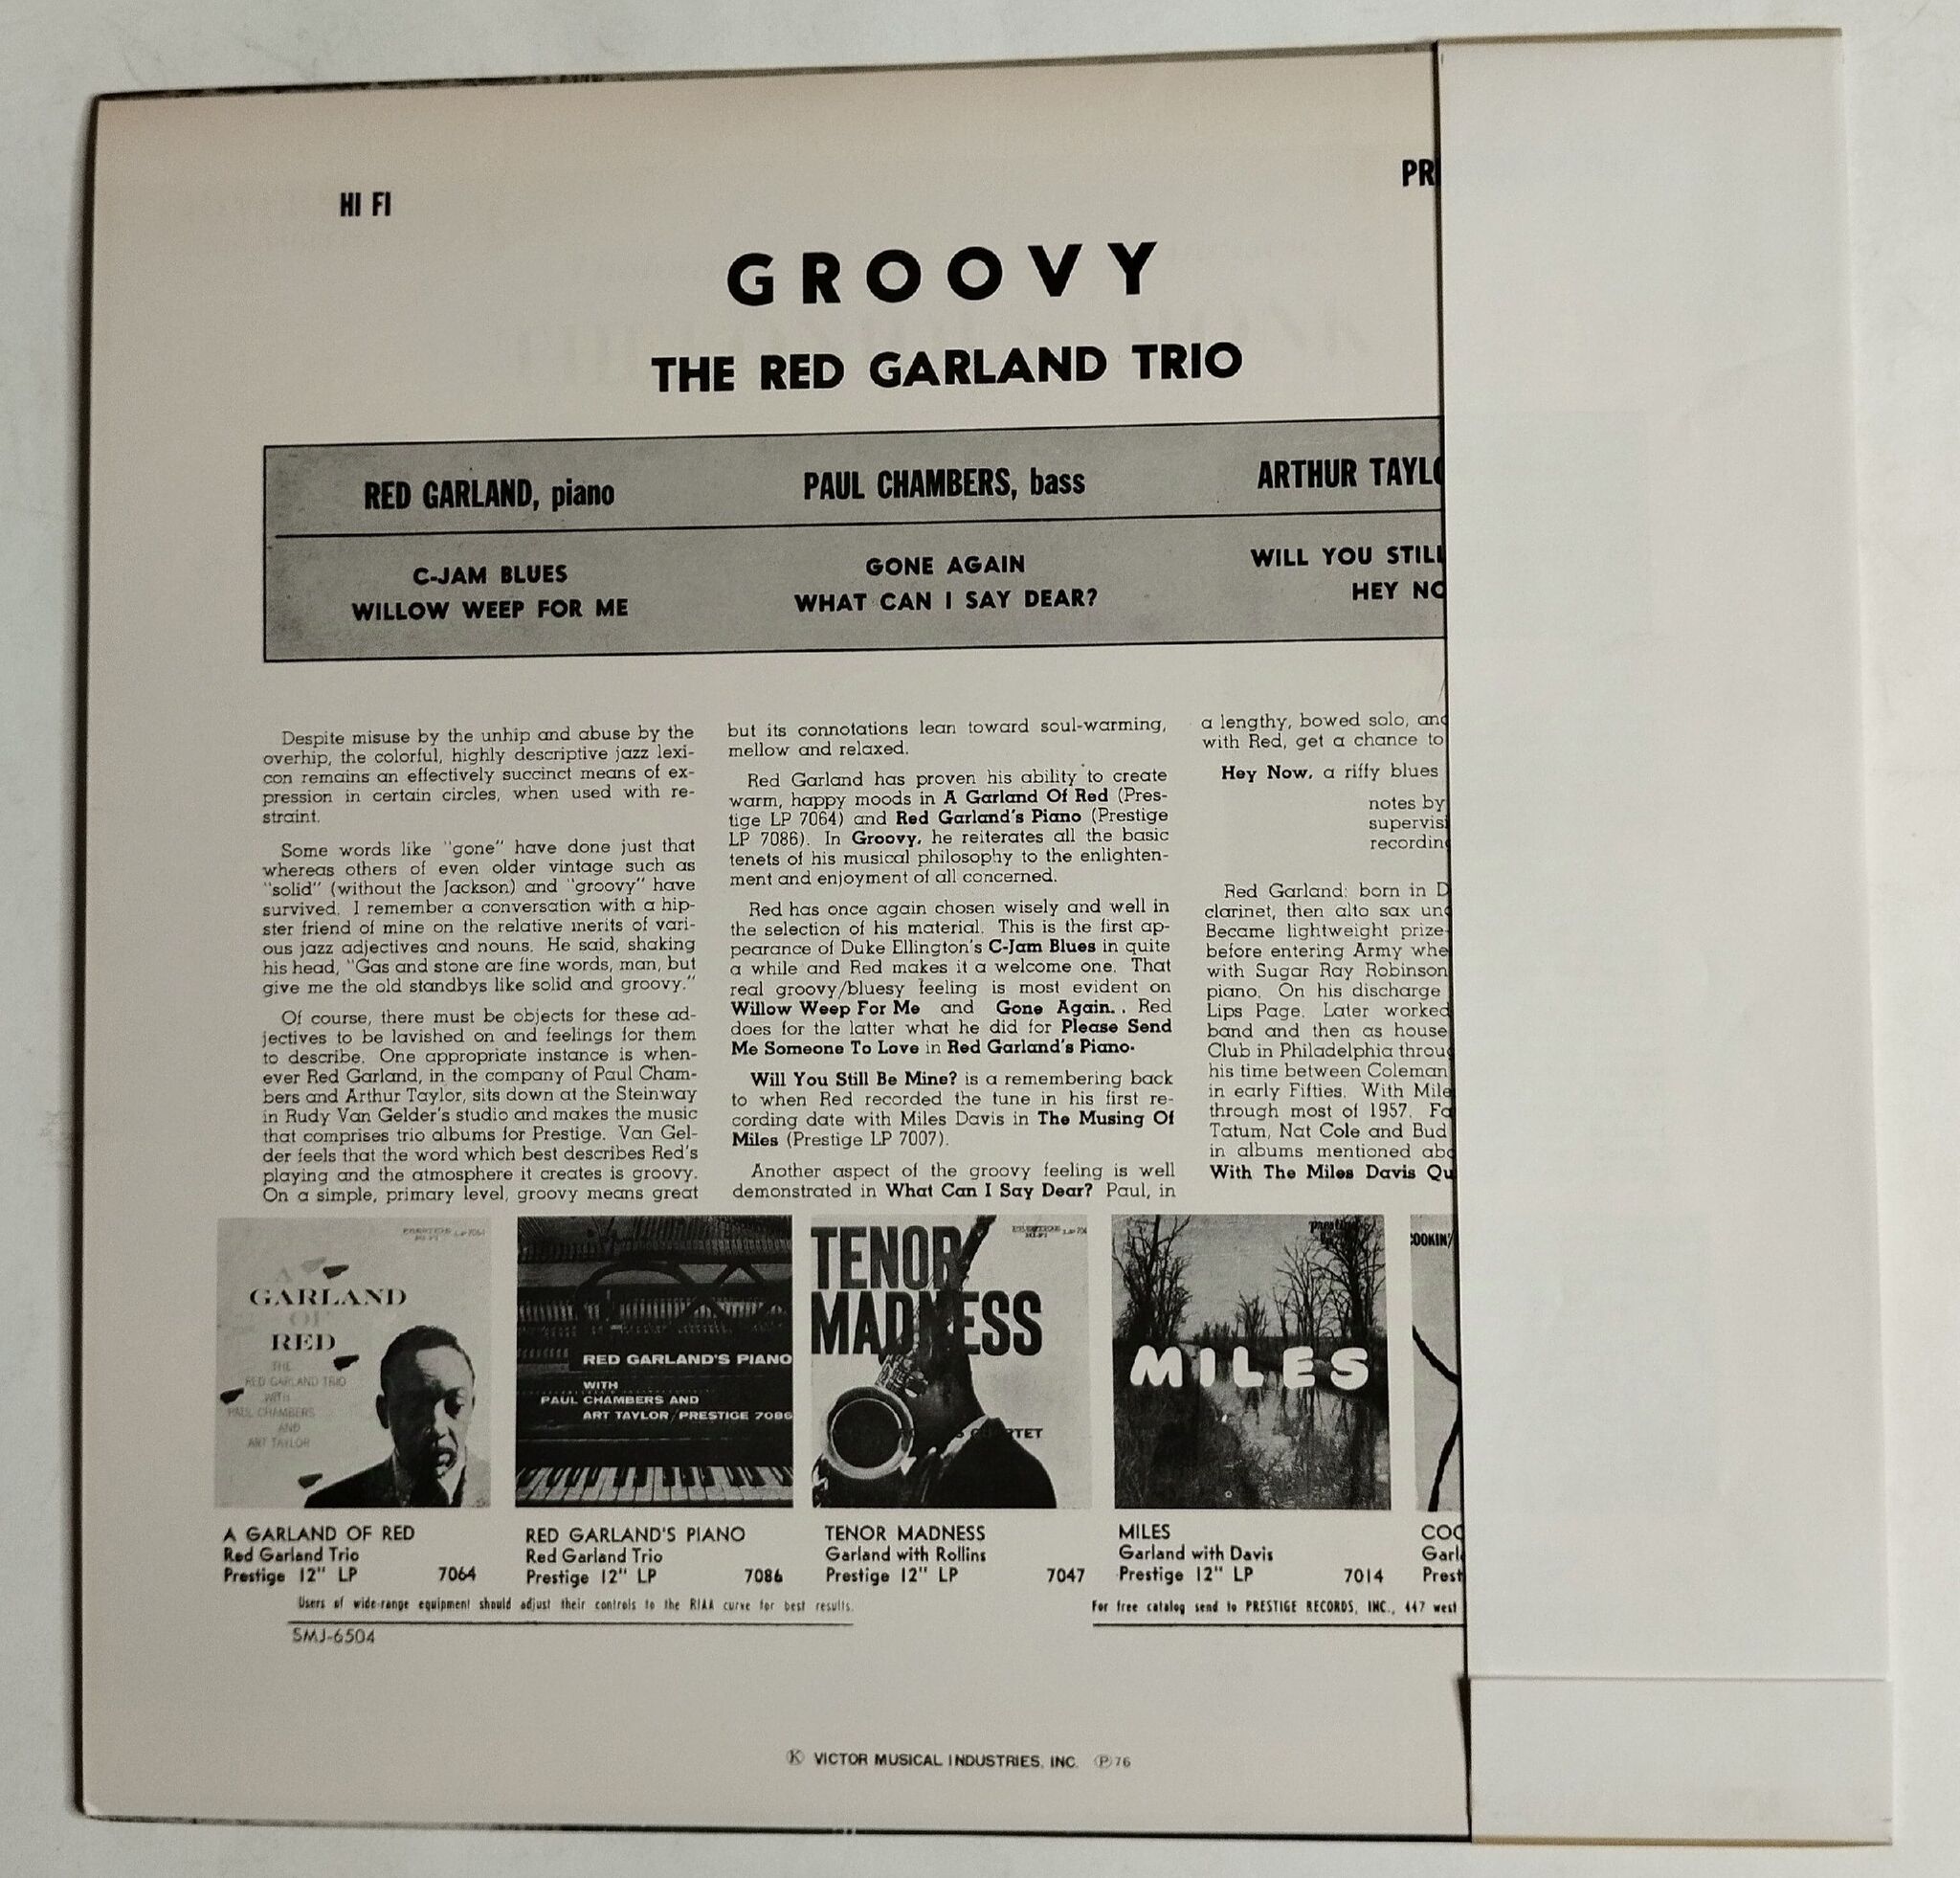 HI FI
PR
GROOVY
THE RED GARLAND TRIO
RED GARLAND, piano
PAUL CHAMBERS, bass
ARTHUR TAYLO
C-JAM BLUES
WILLOW WEEP FOR ME
GONE AGAIN
WHAT CAN I SAY DEAR?
WILL YOU STILL
HEY NO
Despite misuse by the unhip and abuse by the
overhip, the colorful, highly descriptive jazz lexi-
con remains an effectively succinct means of ex-
pression in certain circles, when used with re-
straint.
Some words like "gone" have done just that
whereas others of even older vintage such as
"solid" (without the Jackson) and "groovy" have
survived. I remember a conversation with a hip-
ster friend of mine on the relative merits of vari-
ous jazz adjectives and nouns. He said, shaking
his head, "Gas and stone are fine words, man, but
give me the old standbys like solid and groovy."
Of course, there must be objects for these ad-
jectives to be lavished on and feelings for them
to describe. One appropriate instance is when-
ever Red Garland, in the company of Paul Cham-
bers and Arthur Taylor, sits down at the Steinway
in Rudy Van Gelder's studio and makes the music
that comprises trio albums for Prestige. Van Gel-
der feels that the word which best describes Red's
playing and the atmosphere it creates is groovy.
On a simple, primary level, groovy means great
but its connotations lean toward soul-warming,
mellow and relaxed.
Red Garland has proven his ability to create
warm, happy moods in A Garland Of Red (Pres-
tige LP 7064) and Red Garland's Piano (Prestige
LP 7086). In Groovy, he reiterates all the basic
tenets of his musical philosophy to the enlighten-
ment and enjoyment of all concerned.
Red has once again chosen wisely and well in
the selection of his material. This is the first ap-
pearance of Duke Ellington's C-Jam Blues in quite
a while and Red makes it a welcome one. That
real groovy/bluesy feeling is most evident on
Willow Weep For Me and Gone Again. . Red
does for the latter what he did for Please Send
Me Someone To Love in Red Garland's Piano.
Will You Still Be Mine? is a remembering back
to when Red recorded the tune in his first re-
cording date with Miles Davis in The Musing Of
Miles (Prestige LP 7007).
Another aspect of the groovy feeling is well
demonstrated in What Can I Say Dear? Paul, in
a lengthy, bowed solo, and
with Red, get a chance to
Hey Now, a riffy blues
notes by
supervisi
recording
Red Garland: born in D
clarinet, then alto sax und
Became lightweight prize-
before entering Army whe
with Sugar Ray Robinson
piano. On his discharge
Lips Page. Later worked
band and then as house
Club in Philadelphia throug
his time between Coleman
in early Fifties. With Mile
through most of 1957. Fa
Tatum, Nat Cole and Bud
in albums mentioned abo
With The Miles Davis Qu
A
GARLAND
OF
RED
THE
RED GARLAND TRIO
WITH
PAUL CHAMBERS
AND
ART TAYLOR
RED GARLAND'S PIANO
WITH
PAUL CHAMBERS AND
ART TAYLOR/PRESTIGE 7086
TENOR
MADNESS
prestige
MILES
COOKIN'
A GARLAND OF RED
Red Garland Trio
Prestige 12" LP 7064
RED GARLAND'S PIANO
Red Garland Trio
Prestige 12" LP 7086
TENOR MADNESS
Garland with Rollins
Prestige 12" LP 7047
MILES
Garland with Davis
Prestige 12" LP 7014
COO
Garl
Prest
Users of wide-range equipment should adjust their controls to the RIAA curve for best results.
For free catalog send to PRESTIGE RECORDS, INC., 447 west
SMJ-6504
Ⓚ VICTOR MUSICAL INDUSTRIES, INC. Ⓟ76